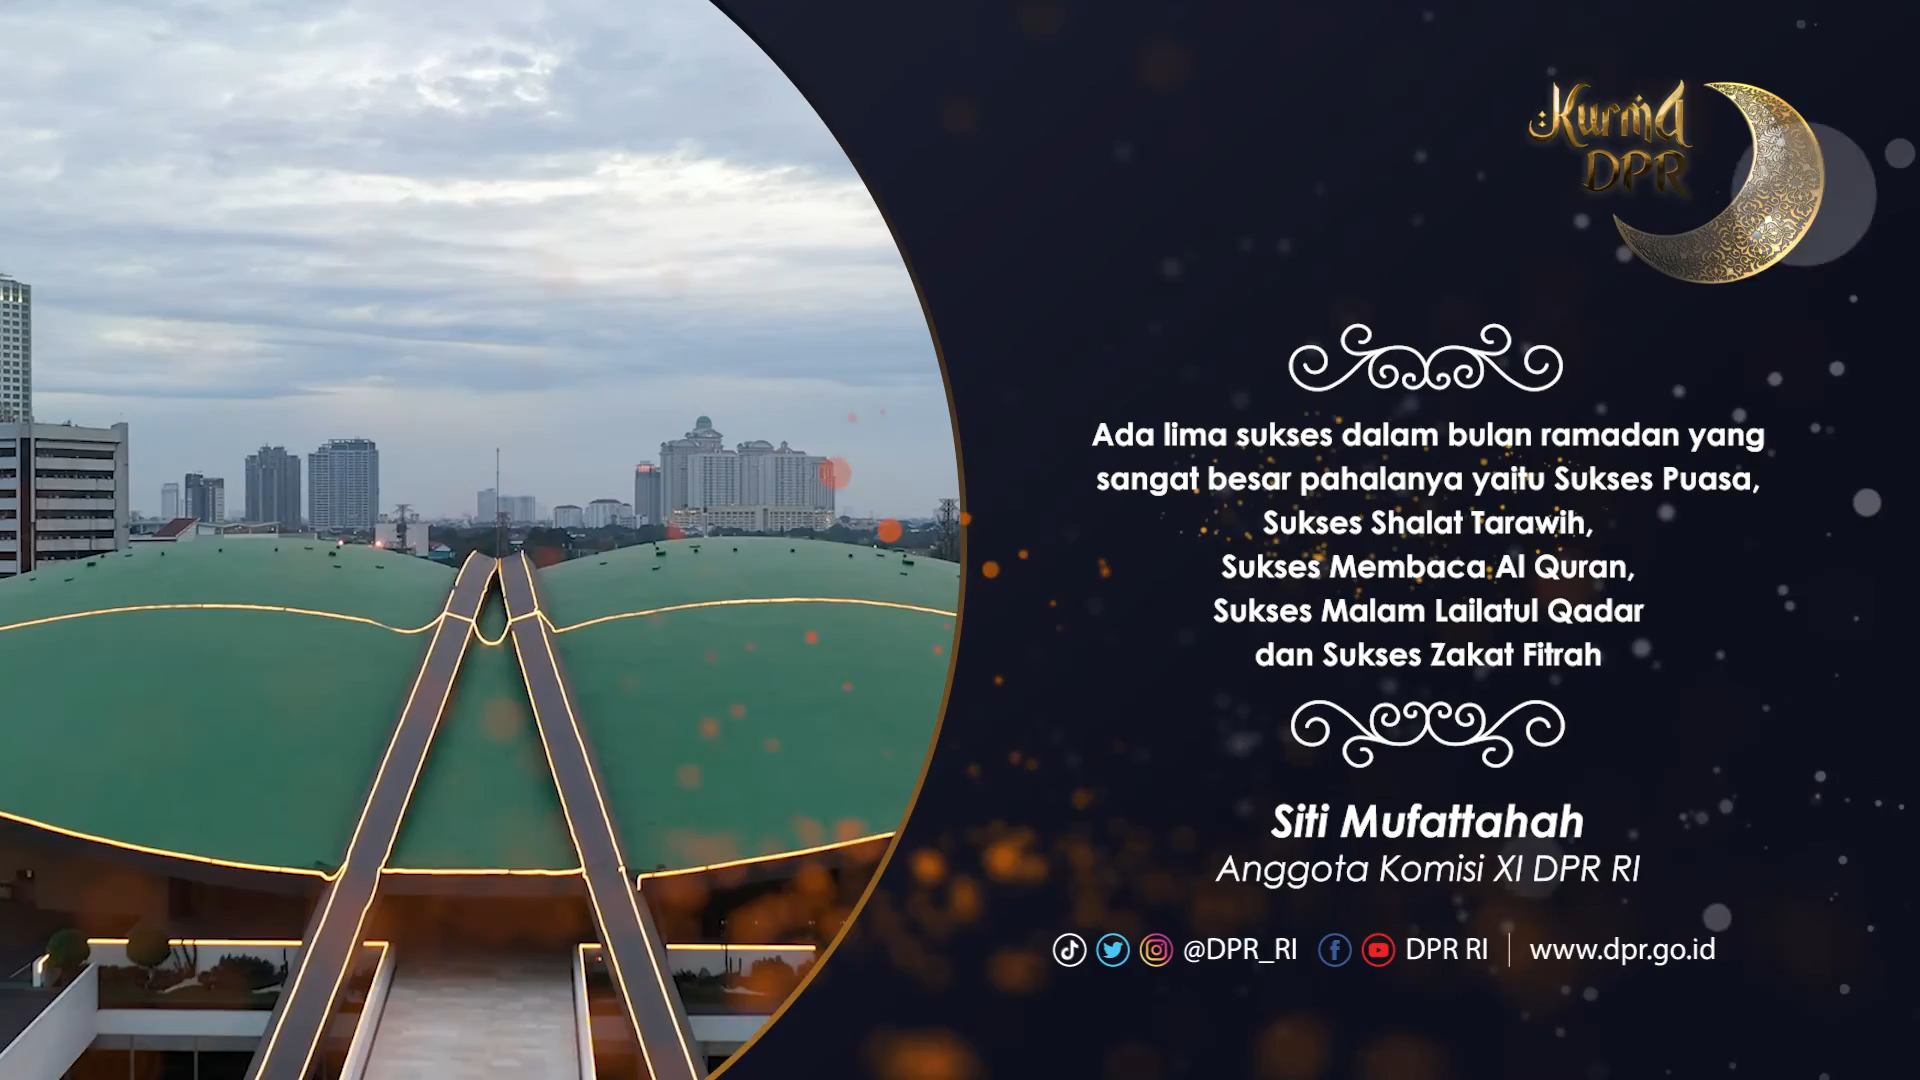 Kurma
DPR
Ada lima sukses dalam bulan ramadan yang
sangat besar pahalanya yaitu Sukses Puasa,
Sukses Shalat Tarawih,
Sukses Membaca Al Quran,
Sukses Malam Lailatul Qadar
dan Sukses Zakat Fitrah
Siti Mufattahah
Anggota Komisi XI DPR RI
@DPR_RI DPR RI | www.dpr.go.id